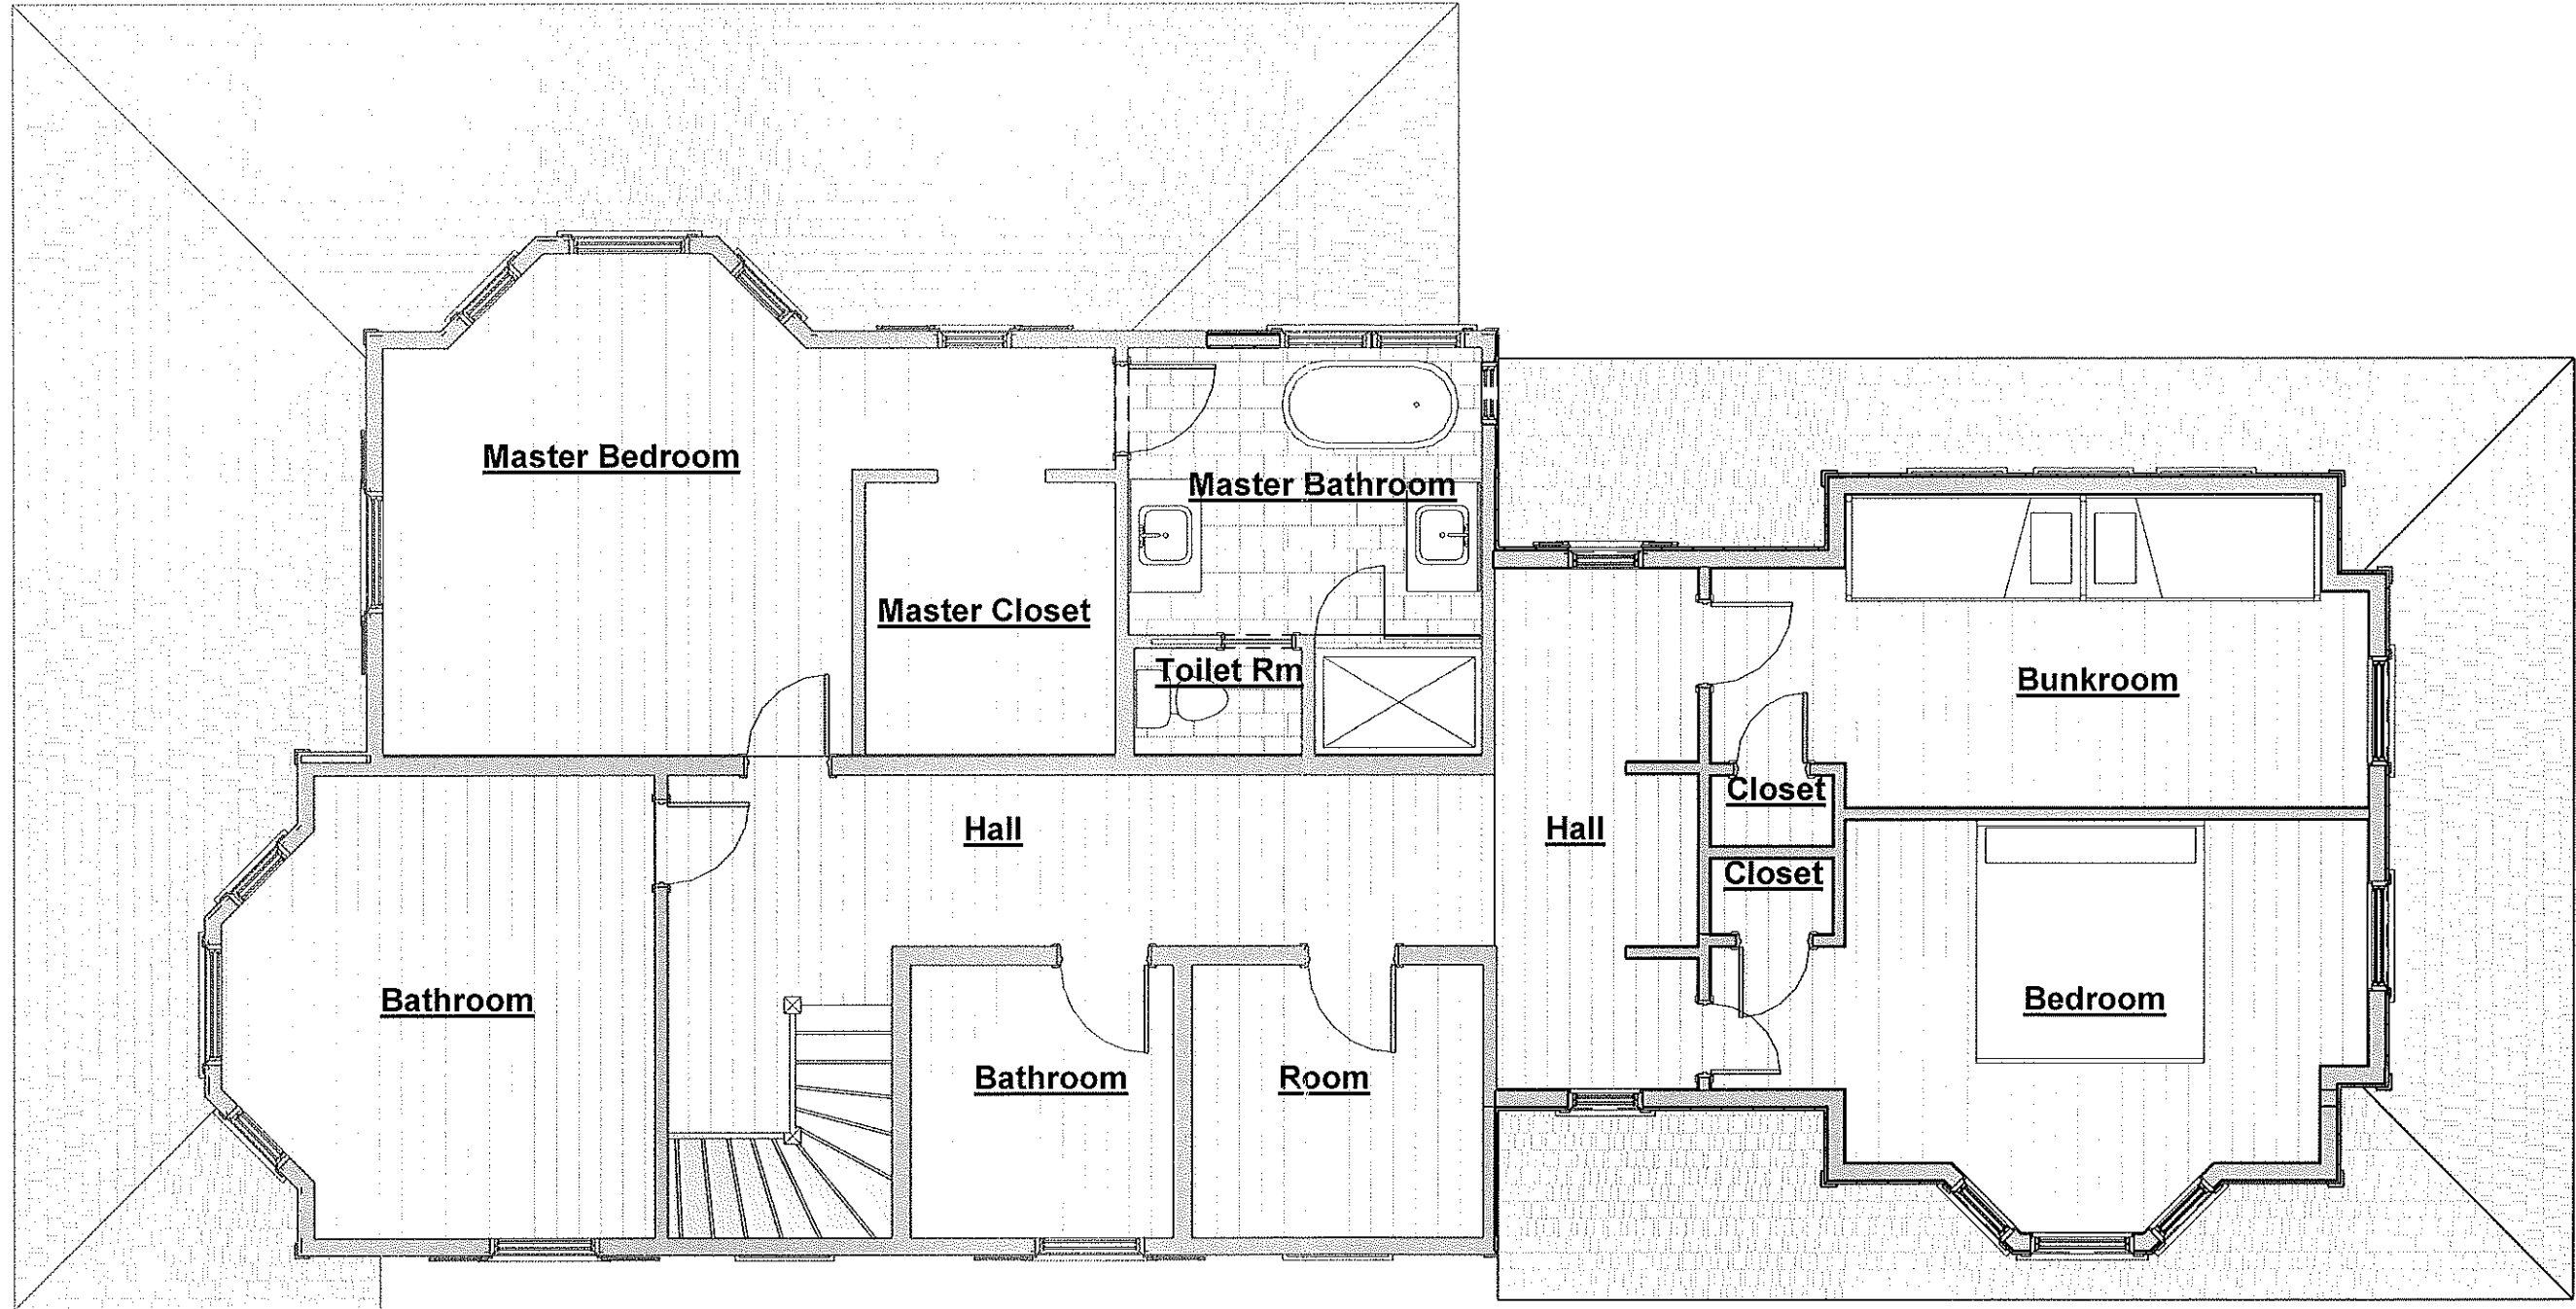 Master Bedroom
Master Bathroom
Master Closet
Toilet Rm
Bunkroom
Closet
Hall
Hall
Closet
Bathroom
Bedroom
Bathroom
Room